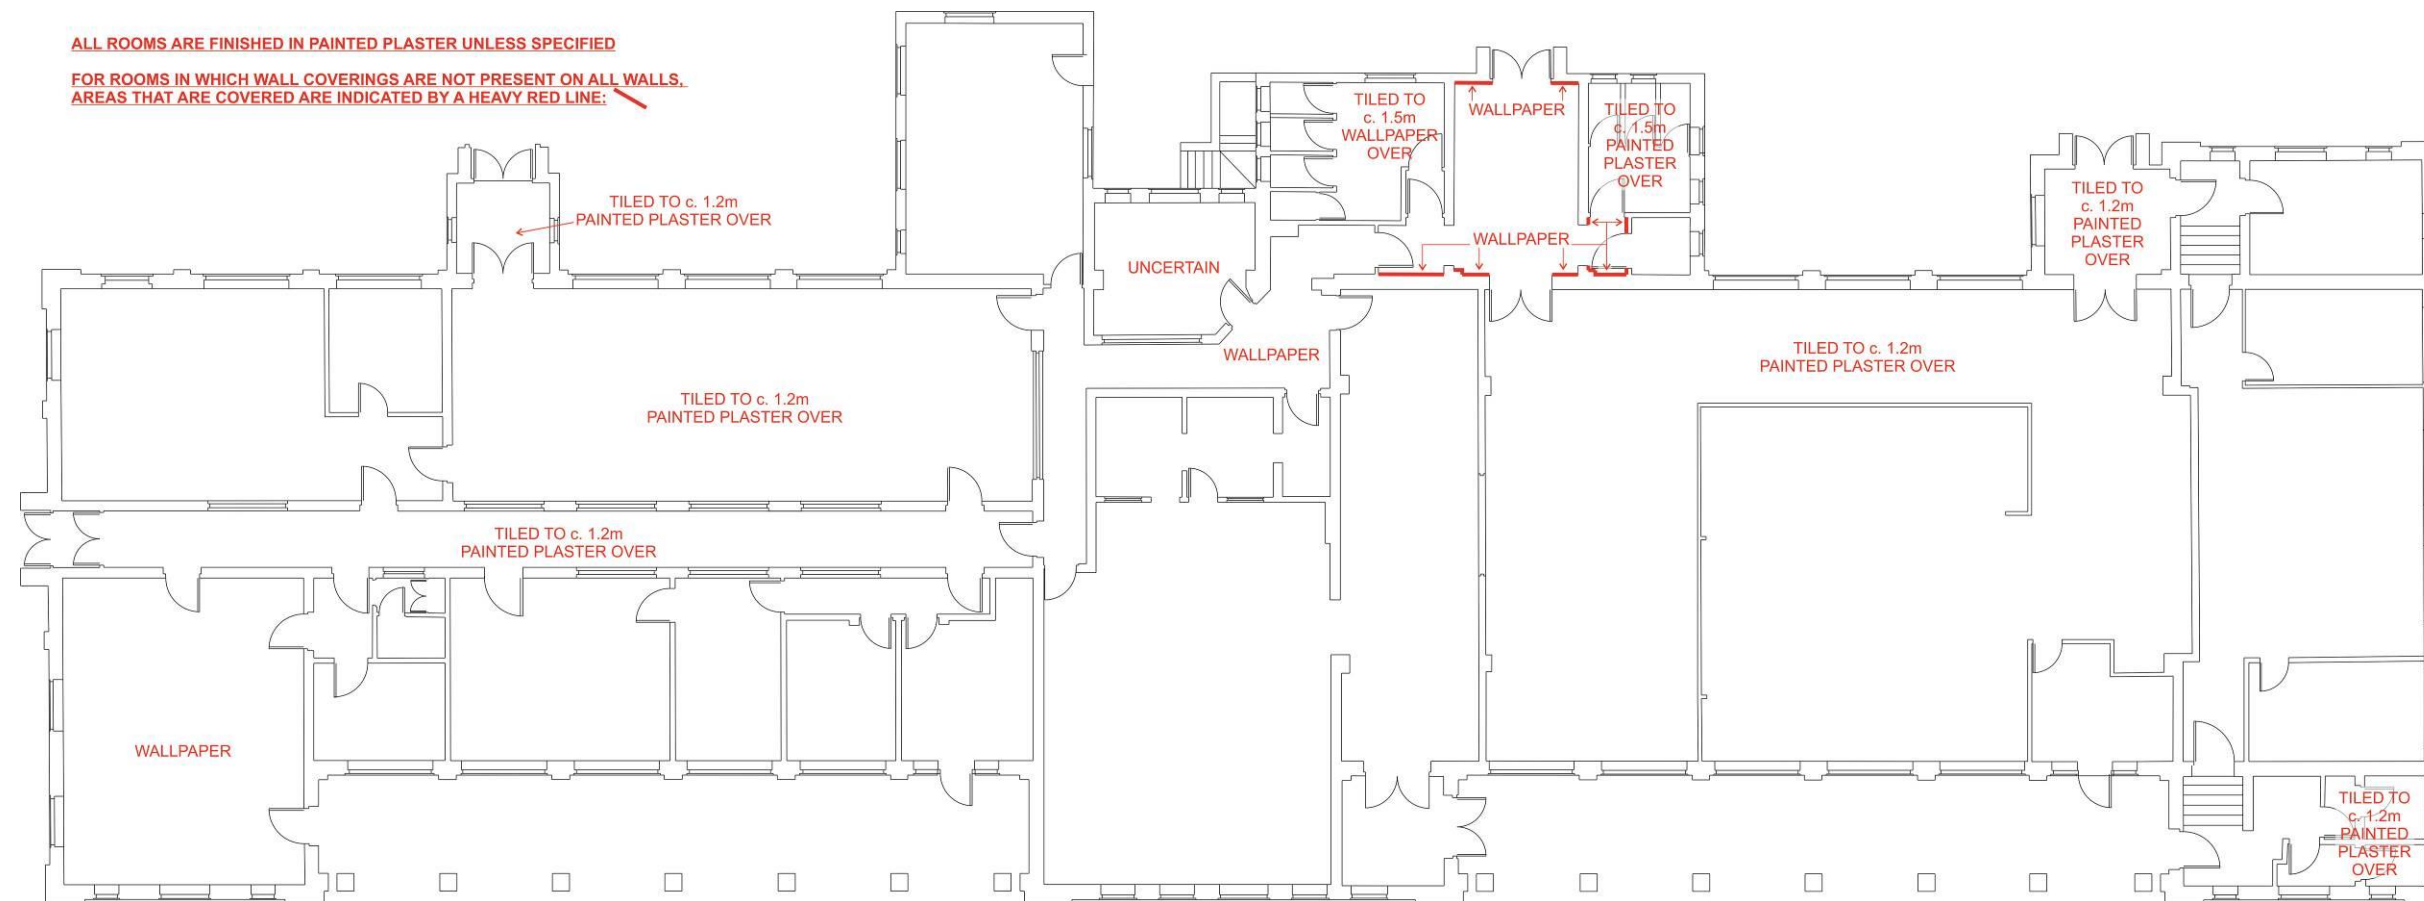 ALL ROOMS ARE FINISHED IN PAINTED PLASTER UNLESS SPECIFIED
FOR ROOMS IN WHICH WALL COVERINGS ARE NOT PRESENT ON ALL WALLS,
AREAS THAT ARE COVERED ARE INDICATED BY A HEAVY RED LINE:
TILED TO c. 1.2m
PAINTED PLASTER OVER
TILED TO
c. 1.5m
WALLPAPER
OVER
WALLPAPER
TILED TO
c. 1.5m
PAINTED
PLASTER
OVER
WALLPAPER
TILED TO
c. 1.2m
PAINTED
PLASTER
OVER
UNCERTAIN
WALLPAPER
TILED TO c. 1.2m
PAINTED PLASTER OVER
TILED TO c. 1.2m
PAINTED PLASTER OVER
TILED TO c. 1.2m
PAINTED PLASTER OVER
WALLPAPER
TILED TO
c. 1.2m
PAINTED
PLASTER
OVER